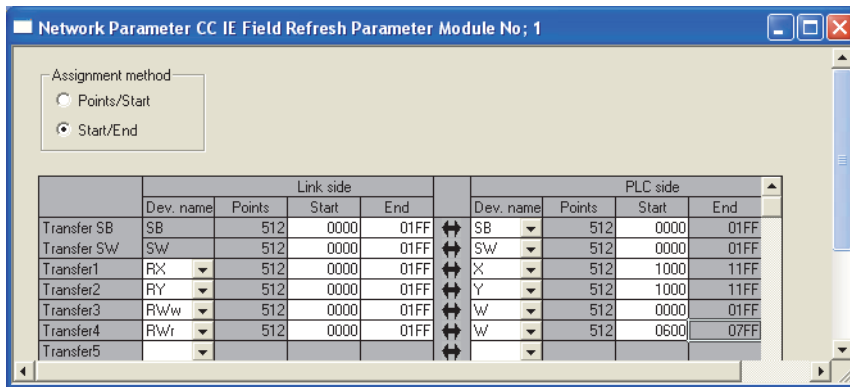 Network Parameter CC IE Field Refresh Parameter Module No; 1
Assignment method
Points/Start
Start/End
Link side PLC side
Dev. name Points Start End Dev. name Points Start End
Transfer SB SB 512 0000 01FF SB 512 0000 01FF
Transfer SW SW 512 0000 01FF SW 512 0000 01FF
Transfer1 RX 512 0000 01FF X 512 1000 11FF
Transfer2 RY 512 0000 01FF Y 512 1000 11FF
Transfer3 RWw 512 0000 01FF W 512 0000 01FF
Transfer4 RWr 512 0000 01FF W 512 0600 07FF
Transfer5